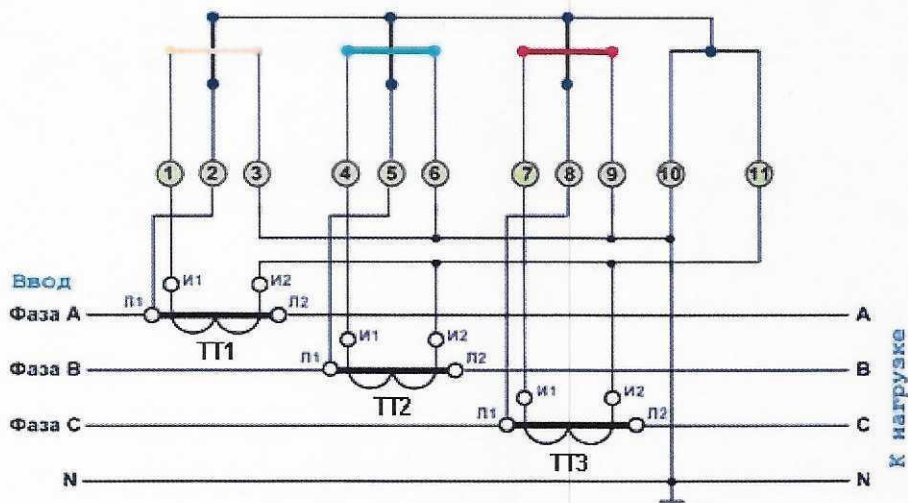 1 2 3 4 5 6 7 8 9 10 11
Ввод
И1 И2
Фаза А Л1 Л2 А
ТТ1
И1 И2
Фаза В Л1 Л2 В
ТТ2
И1 И2
Фаза С Л1 Л2 С
ТТ3
N N
К нагрузке